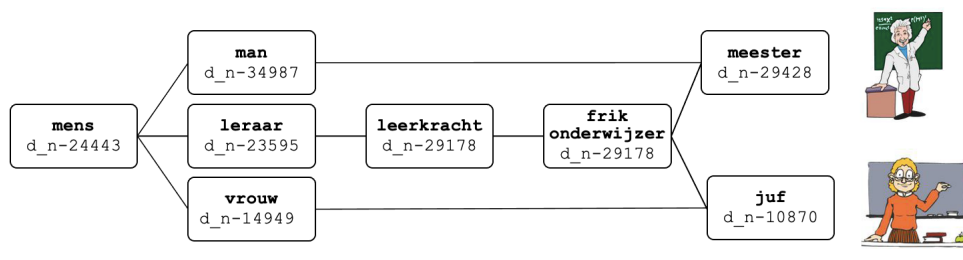 man
d_n-34987
meester
d_n-29428
mens
d_n-24443
leraar
d_n-23595
leerkracht
d_n-29178
frik
onderwijzer
d_n-29178
vrouw
d_n-14949
juf
d_n-10870